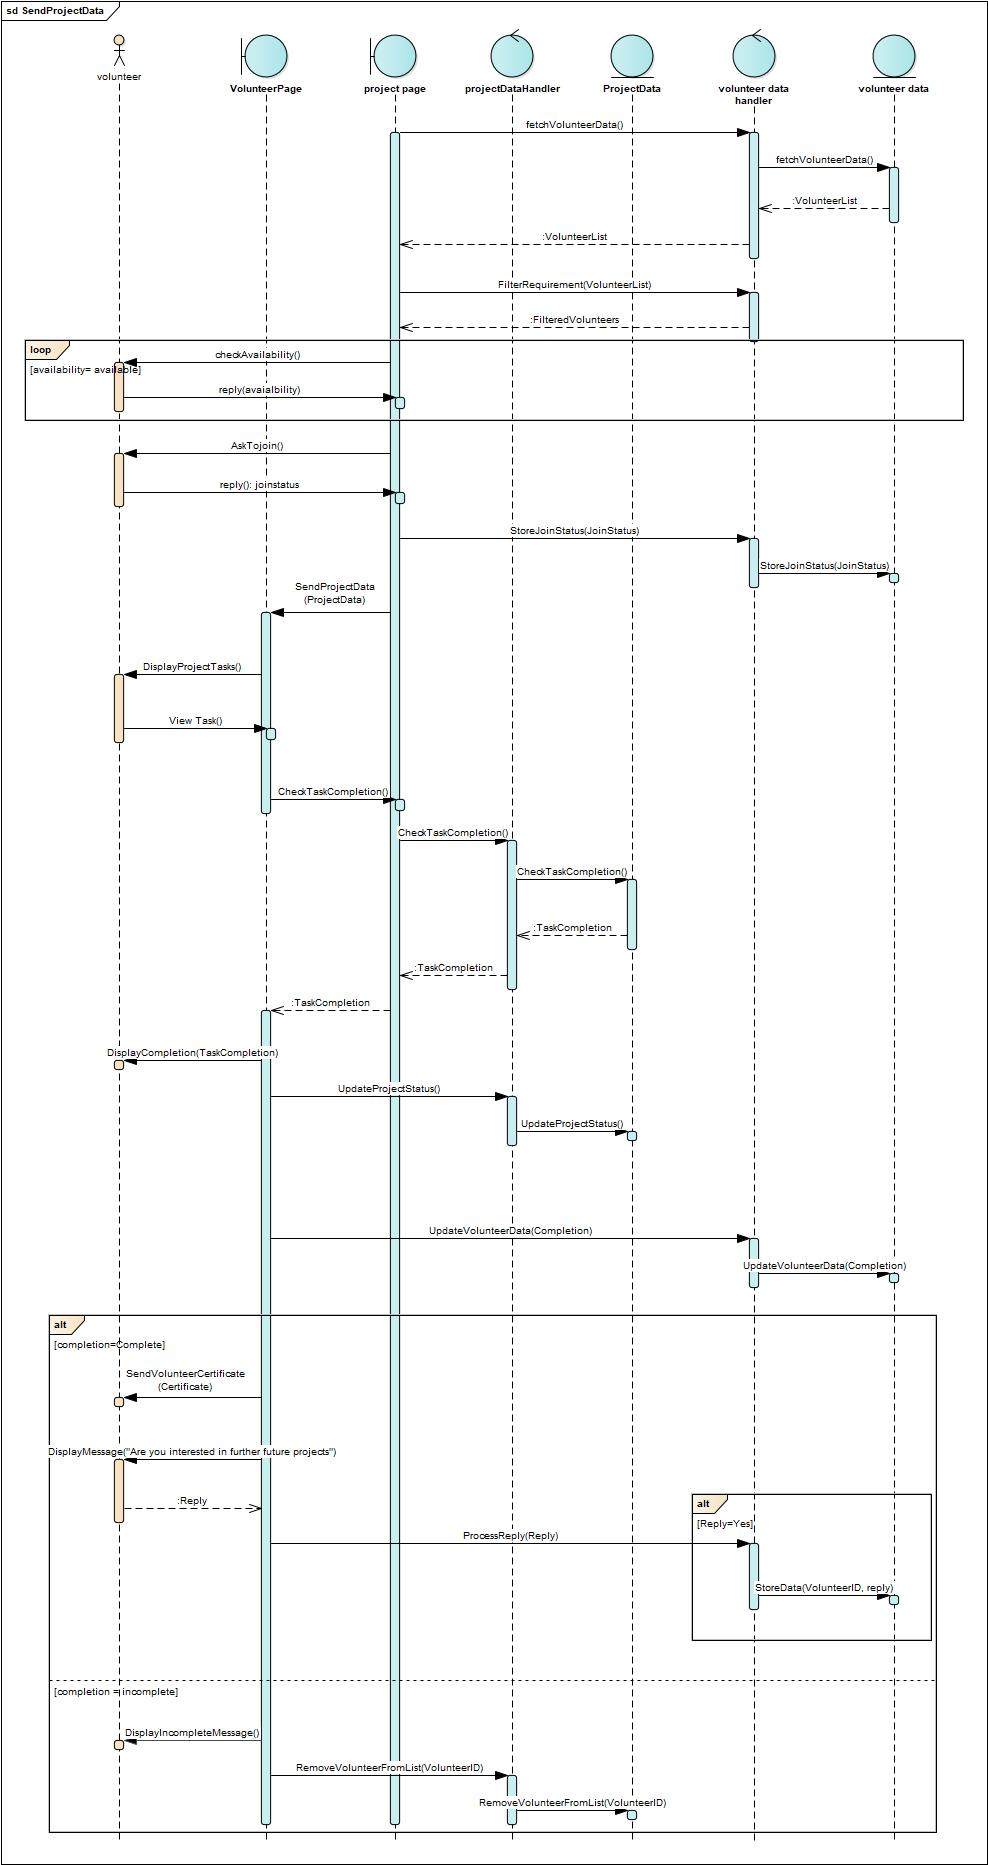 sd SendProjectData
volunteer
VolunteerPage
project page
projectDataHandler
ProjectData
volunteer data
handler
volunteer data
fetchVolunteerData()
fetchVolunteerData()
:VolunteerList
:VolunteerList
FilterRequirement(VolunteerList)
:FilteredVolunteers
loop
checkAvailability()
[availability= available]
reply(avaialbility)
AskTojoin()
reply(): joinstatus
StoreJoinStatus(JoinStatus)
StoreJoinStatus(JoinStatus)
SendProjectData
(ProjectData)
DisplayProjectTasks()
View Task()
CheckTaskCompletion()
CheckTaskCompletion()
CheckTaskCompletion()
:TaskCompletion
:TaskCompletion
:TaskCompletion
DisplayCompletion(TaskCompletion)
UpdateProjectStatus()
UpdateProjectStatus()
UpdateVolunteerData(Completion)
UpdateVolunteerData(Completion)
alt
[completion=Complete]
SendVolunteerCertificate
(Certificate)
DisplayMessage("Are you interested in further future projects")
:Reply
alt
[Reply=Yes]
ProcessReply(Reply)
StoreData(VolunteerID, reply)
[completion = incomplete]
DisplayIncompleteMessage()
RemoveVolunteerFromList(VolunteerID)
RemoveVolunteerFromList(VolunteerID)